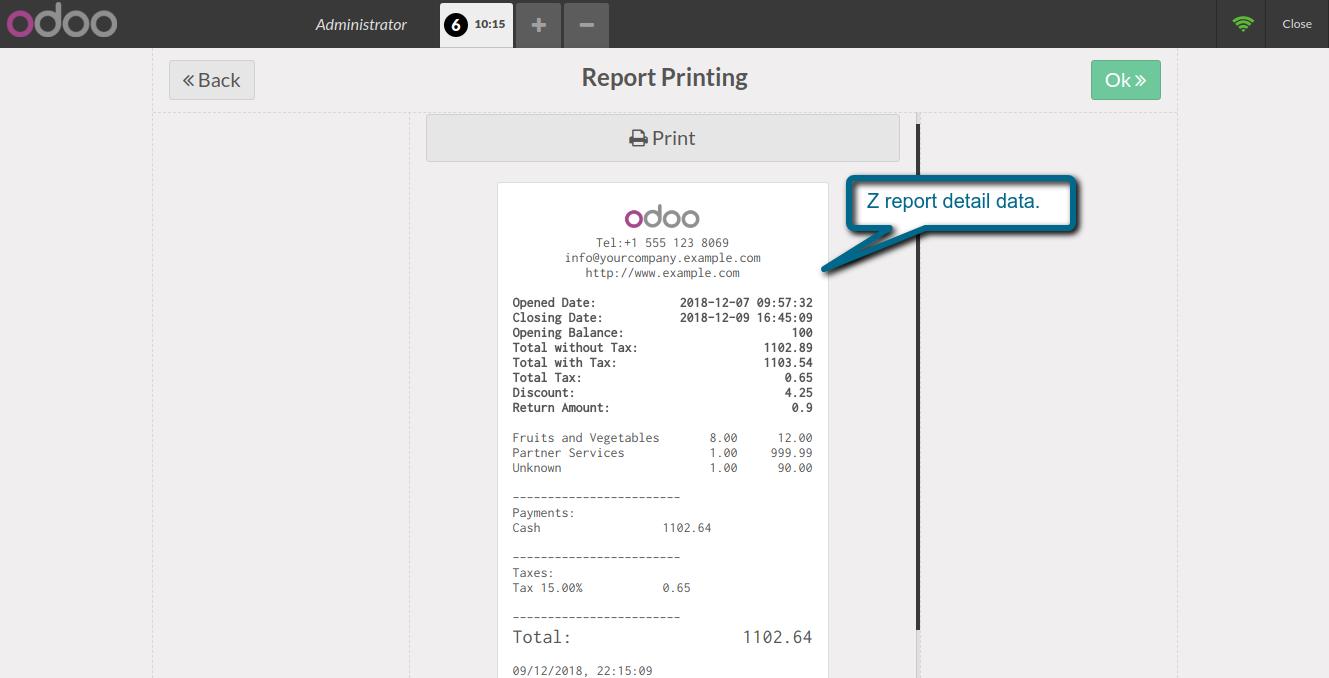 odoo
Administrator
6 10:15 + −
Close
Back
Report Printing
Ok
Print
Z report detail data.
odoo
Tel:+1 555 123 8069
info@yourcompany.example.com
http://www.example.com
Opened Date: 2018-12-07 09:57:32
Closing Date: 2018-12-09 16:45:09
Opening Balance: 100
Total without Tax: 1102.89
Total with Tax: 1103.54
Total Tax: 0.65
Discount: 4.25
Return Amount: 0.9
Fruits and Vegetables 8.00 12.00
Partner Services 1.00 999.99
Unknown 1.00 90.00
------------------------
Payments:
Cash 1102.64
------------------------
Taxes:
Tax 15.00% 0.65
------------------------
Total: 1102.64
09/12/2018, 22:15:09